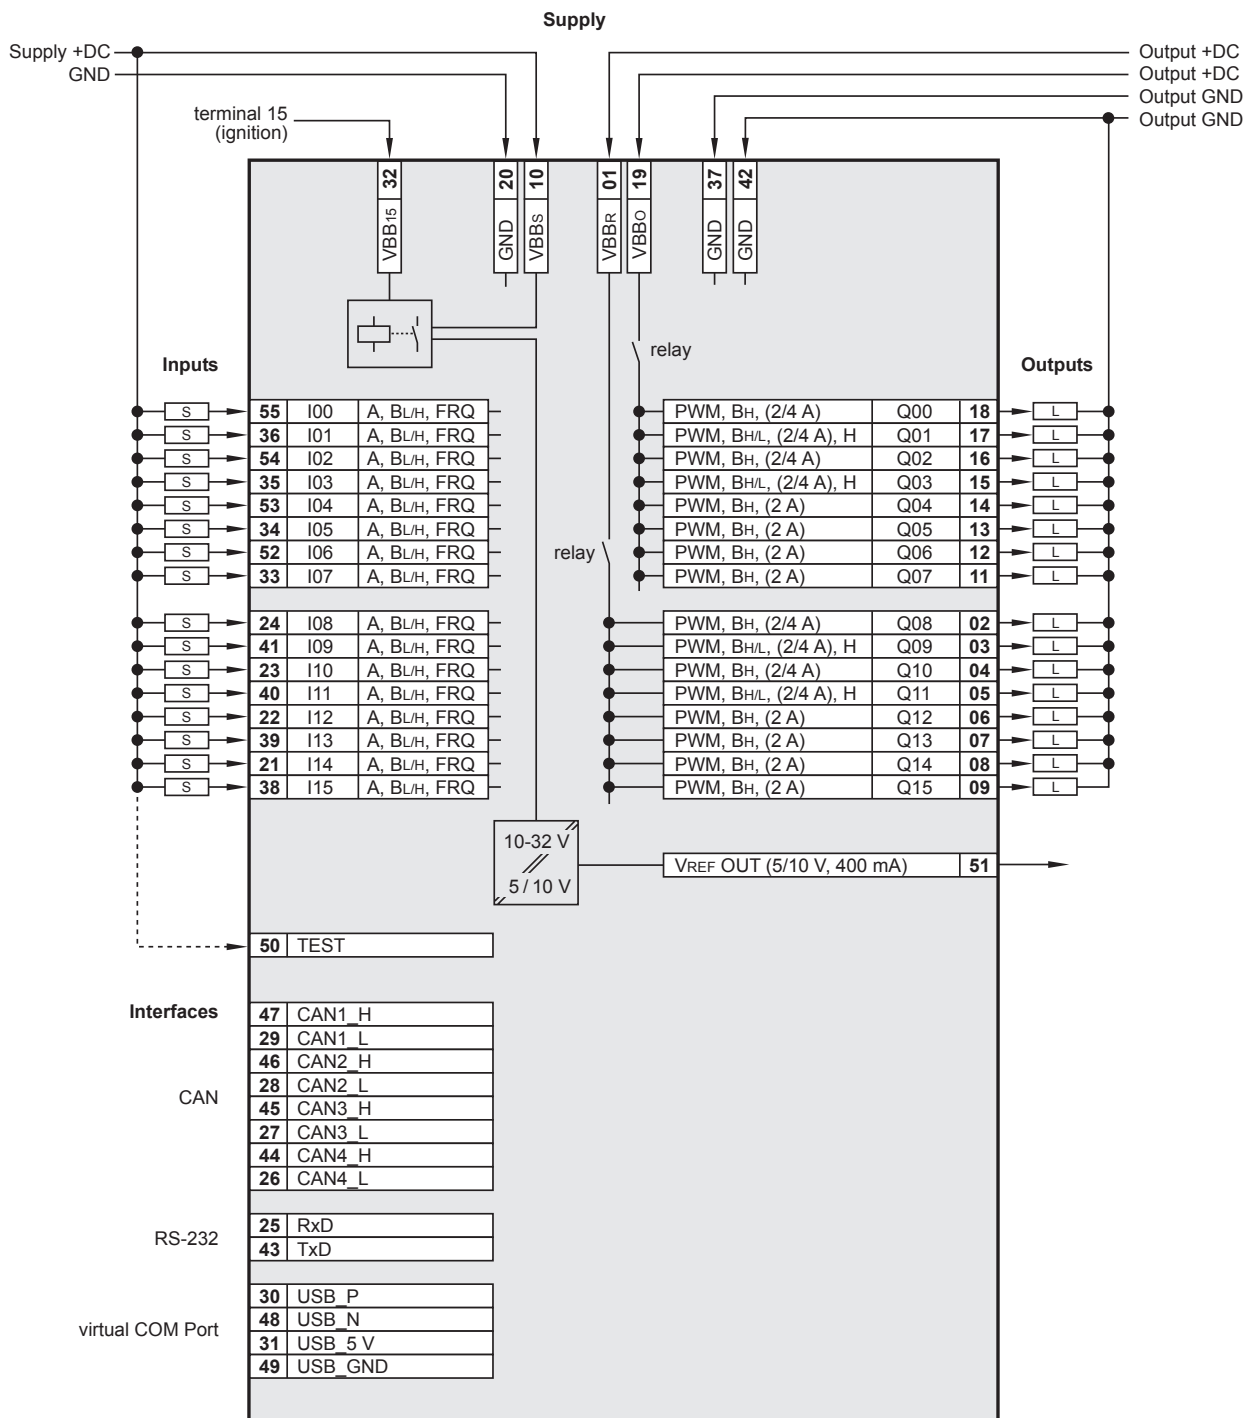 Supply
Supply +DC
GND
terminal 15
(ignition)
Output +DC
Output +DC
Output GND
Output GND
32 VBB15
20 GND
10 VBBS
01 VBBR
19 VBBO
37 GND
42 GND
relay
relay
Inputs
Outputs
S 55 I00 A, BL/H, FRQ
S 36 I01 A, BL/H, FRQ
S 54 I02 A, BL/H, FRQ
S 35 I03 A, BL/H, FRQ
S 53 I04 A, BL/H, FRQ
S 34 I05 A, BL/H, FRQ
S 52 I06 A, BL/H, FRQ
S 33 I07 A, BL/H, FRQ
S 24 I08 A, BL/H, FRQ
S 41 I09 A, BL/H, FRQ
S 23 I10 A, BL/H, FRQ
S 40 I11 A, BL/H, FRQ
S 22 I12 A, BL/H, FRQ
S 39 I13 A, BL/H, FRQ
S 21 I14 A, BL/H, FRQ
S 38 I15 A, BL/H, FRQ
PWM, BH, (2/4 A) Q00 18 L
PWM, BH/L, (2/4 A), H Q01 17 L
PWM, BH, (2/4 A) Q02 16 L
PWM, BH/L, (2/4 A), H Q03 15 L
PWM, BH, (2 A) Q04 14 L
PWM, BH, (2 A) Q05 13 L
PWM, BH, (2 A) Q06 12 L
PWM, BH, (2 A) Q07 11 L
PWM, BH, (2/4 A) Q08 02 L
PWM, BH/L, (2/4 A), H Q09 03 L
PWM, BH, (2/4 A) Q10 04 L
PWM, BH/L, (2/4 A), H Q11 05 L
PWM, BH, (2 A) Q12 06 L
PWM, BH, (2 A) Q13 07 L
PWM, BH, (2 A) Q14 08 L
PWM, BH, (2 A) Q15 09 L
10-32 V
5 / 10 V
VREF OUT (5/10 V, 400 mA) 51
50 TEST
Interfaces
CAN
47 CAN1_H
29 CAN1_L
46 CAN2_H
28 CAN2_L
45 CAN3_H
27 CAN3_L
44 CAN4_H
26 CAN4_L
RS-232
25 RxD
43 TxD
virtual COM Port
30 USB_P
48 USB_N
31 USB_5 V
49 USB_GND